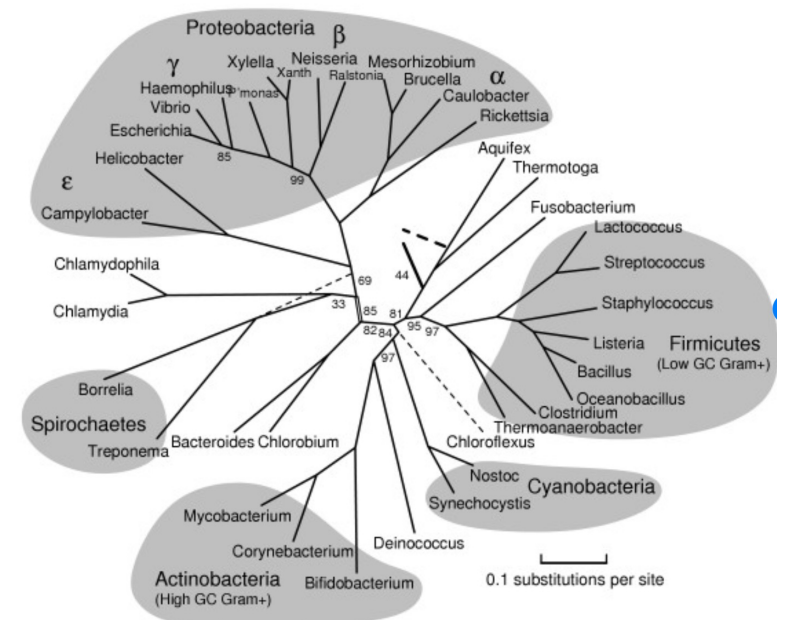 Proteobacteria
β
γ
Xylella
Neisseria
Mesorhizobium
Xanth
Ralstonia
Brucella
α
Haemophilus
P'monas
Caulobacter
Vibrio
Rickettsia
Escherichia
Helicobacter
85
99
ε
Campylobacter
Aquifex
Thermotoga
Fusobacterium
Lactococcus
Chlamydophila
Streptococcus
69
44
Chlamydia
33
85
81
Staphylococcus
82
84
95
97
Listeria
Firmicutes
(Low GC Gram+)
97
Bacillus
Borrelia
Oceanobacillus
Clostridium
Spirochaetes
Thermoanaerobacter
Treponema
Bacteroides
Chlorobium
Chloroflexus
Nostoc
Cyanobacteria
Synechocystis
Mycobacterium
Corynebacterium
Deinococcus
Actinobacteria
(High GC Gram+)
Bifidobacterium
0.1 substitutions per site